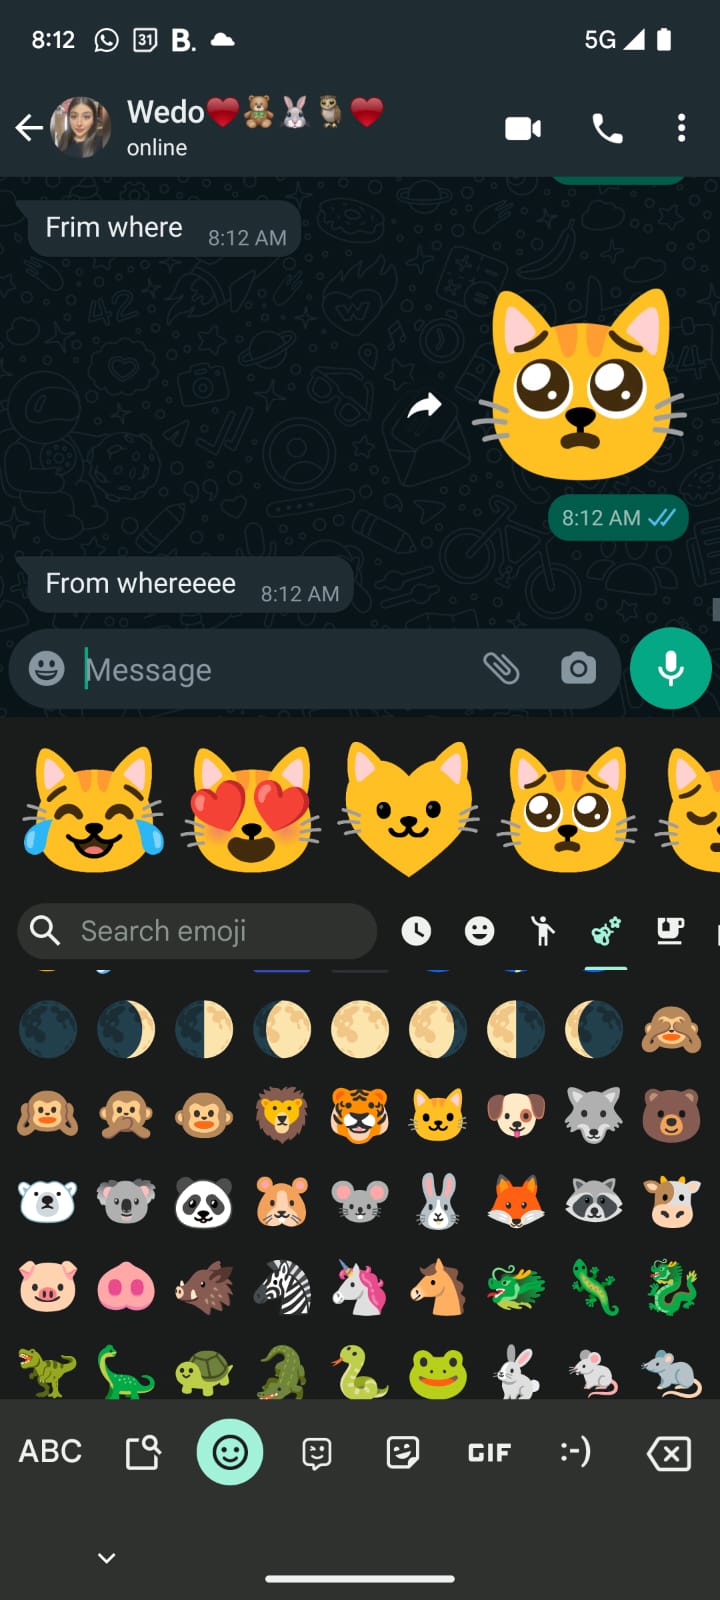 8:12 31 B. 5G
Wedo❤️🧸🐰🦉❤️
online
Frim where 8:12 AM
8:12 AM
From whereeee 8:12 AM
Message
Search emoji
ABC GIF :-)